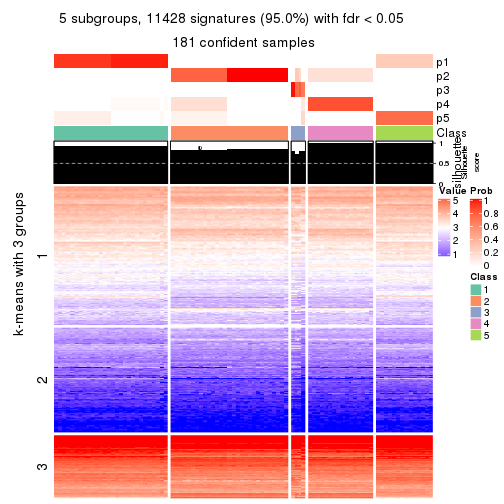 5 subgroups, 11428 signatures (95.0%) with fdr < 0.05
181 confident samples
p1
p2
p3
p4
p5
Class
1
0.5
0
silhouette
Silhouette
score
k-means with 3 groups
1
2
3
Value
5
4
3
2
1
Prob
1
0.8
0.6
0.4
0.2
0
Class
1
2
3
4
5